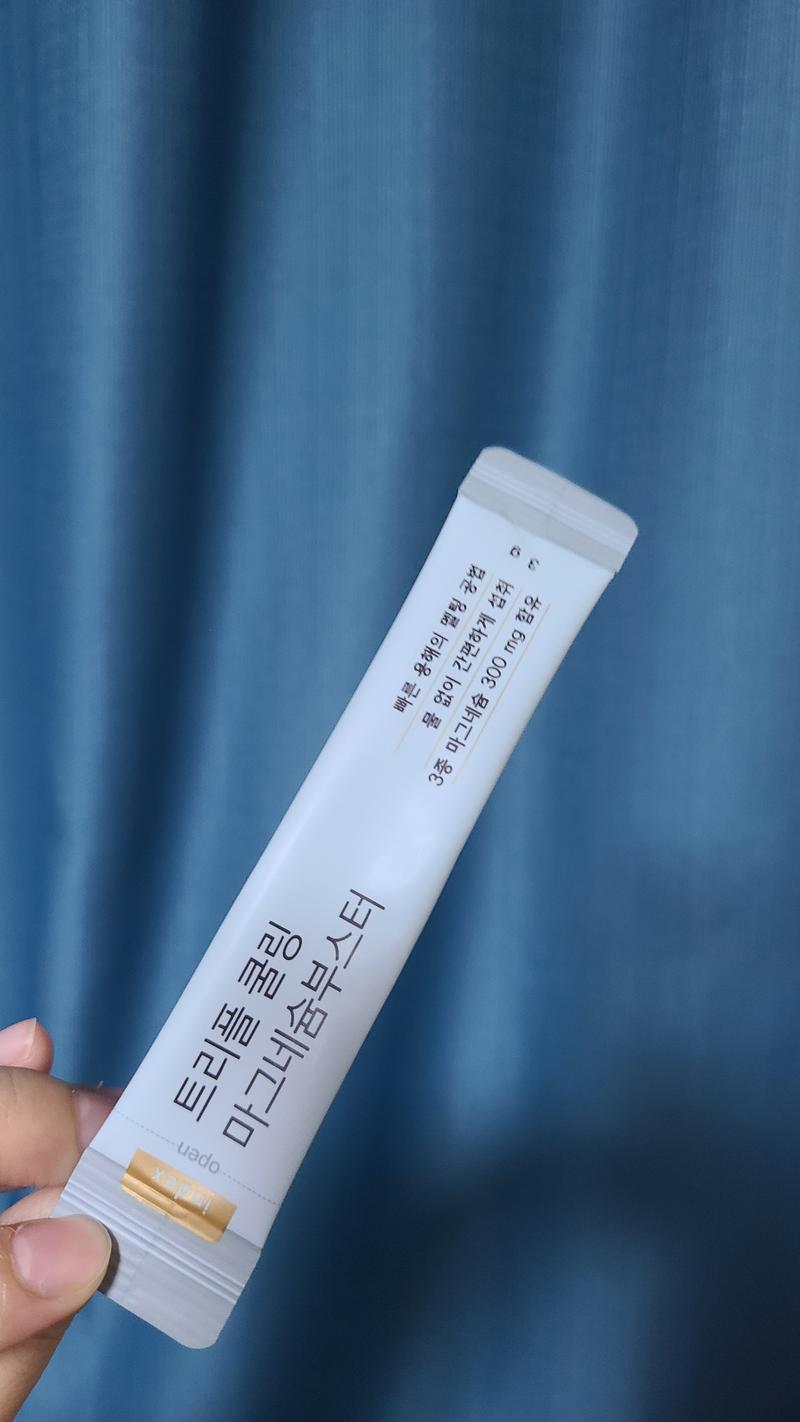 트리플 쿨링
마그네슘부스터
빠른 용해의 멜팅 공법
물 없이 간편하게 섭취
3종 마그네슘 300 mg 함유
open
index